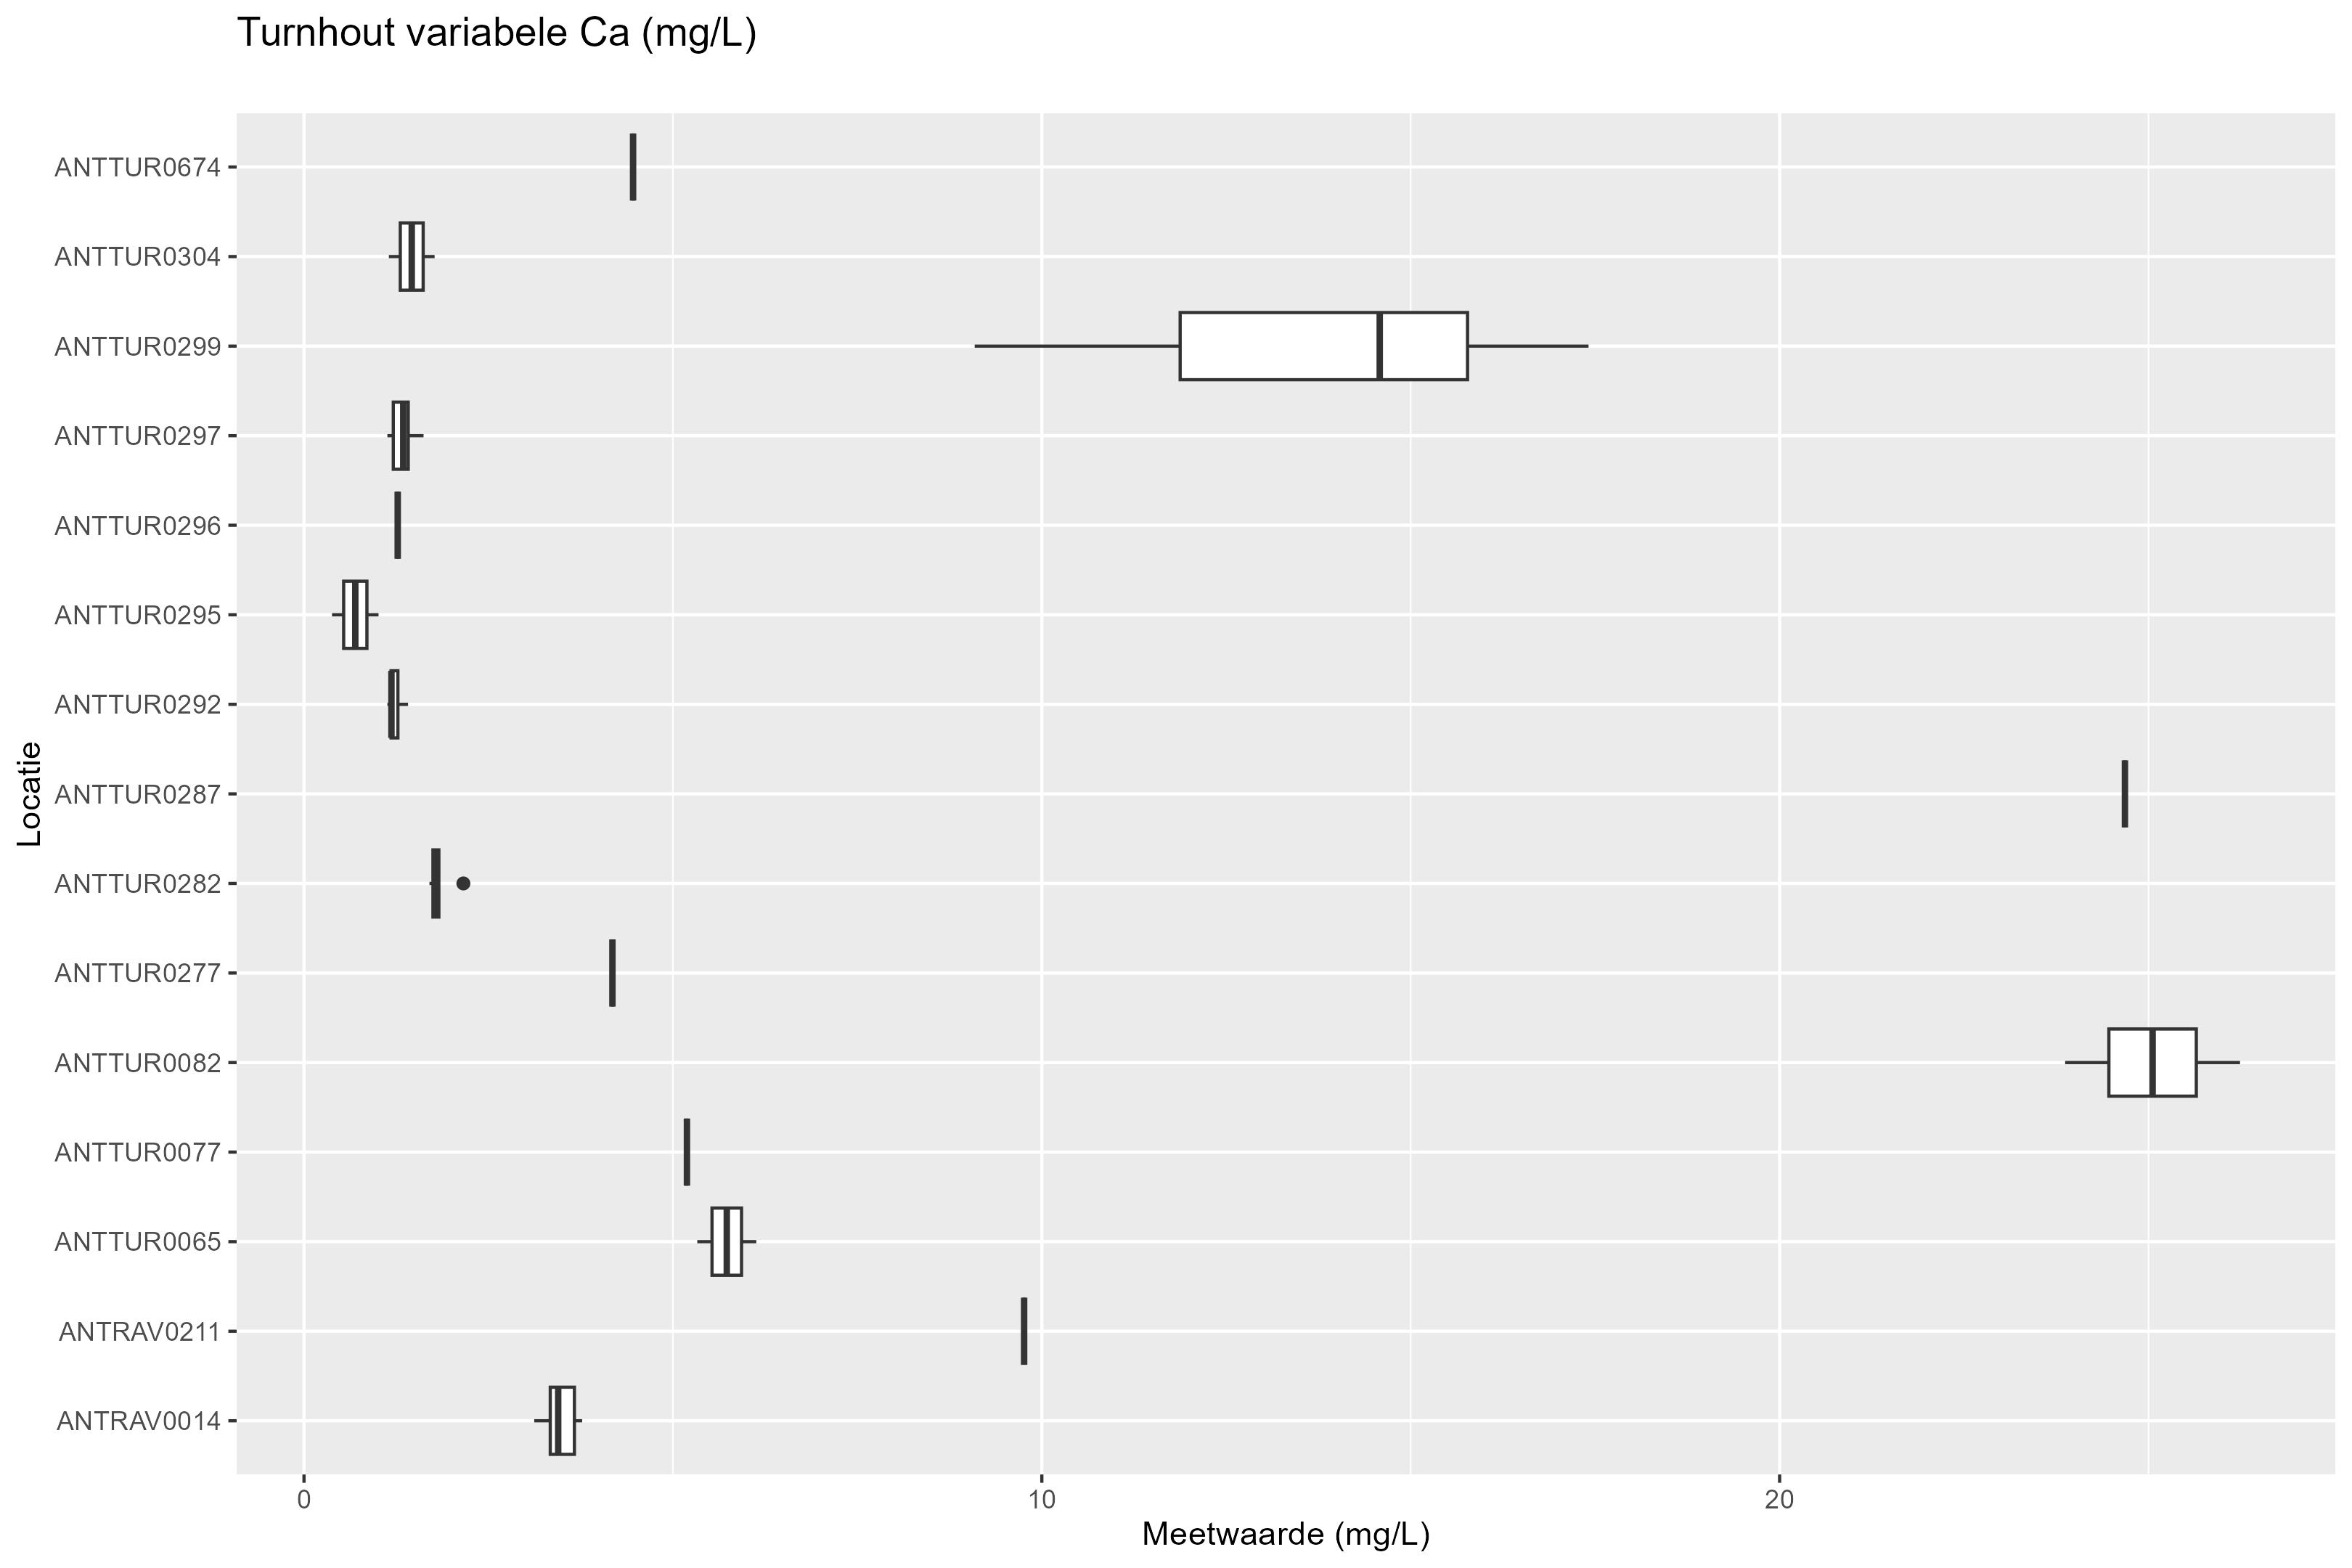 Turnhout variabele Ca (mg/L)
ANTTUR0674
ANTTUR0304
ANTTUR0299
ANTTUR0297
ANTTUR0296
ANTTUR0295
ANTTUR0292
ANTTUR0287
ANTTUR0282
ANTTUR0277
ANTTUR0082
ANTTUR0077
ANTTUR0065
ANTRAV0211
ANTRAV0014
Locatie
0 10 20
Meetwaarde (mg/L)